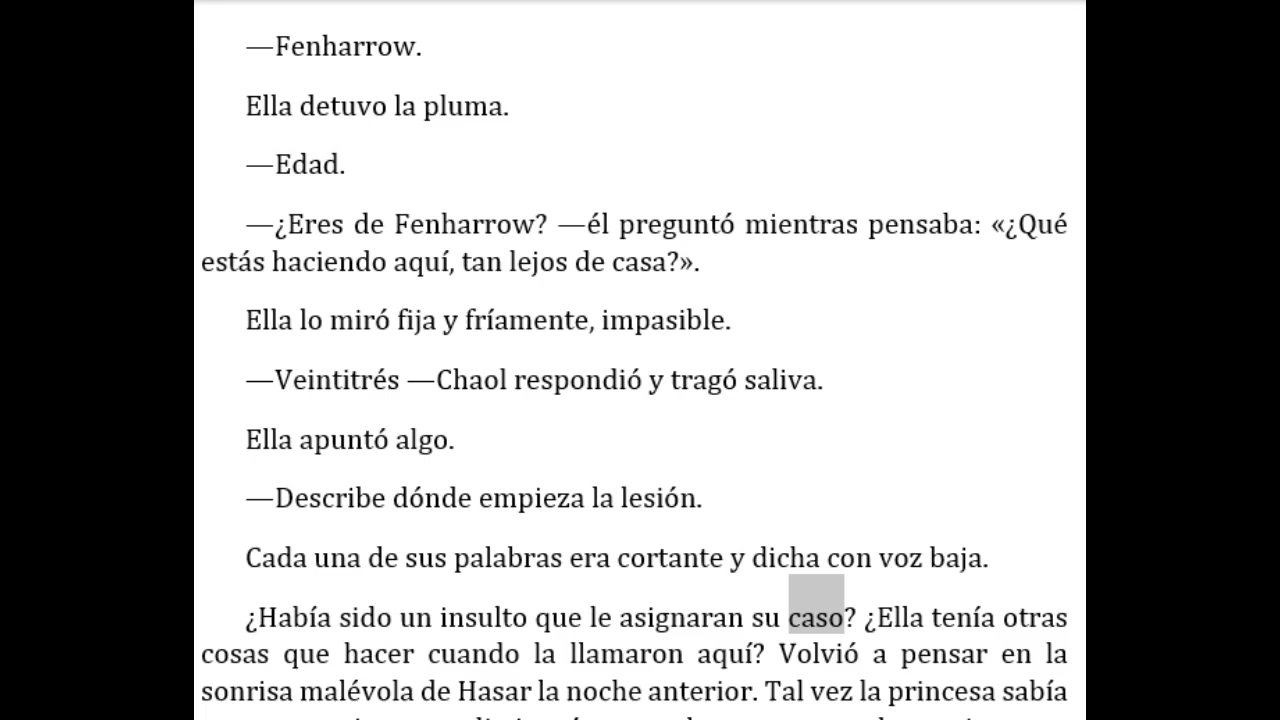 —Fenharrow.
Ella detuvo la pluma.
—Edad.
—¿Eres de Fenharrow? —él preguntó mientras pensaba: «¿Qué
estás haciendo aquí, tan lejos de casa?».
Ella lo miró fija y fríamente, impasible.
—Veintitrés —Chaol respondió y tragó saliva.
Ella apuntó algo.
—Describe dónde empieza la lesión.
Cada una de sus palabras era cortante y dicha con voz baja.
¿Había sido un insulto que le asignaran su caso? ¿Ella tenía otras
cosas que hacer cuando la llamaron aquí? Volvió a pensar en la
sonrisa malévola de Hasar la noche anterior. Tal vez la princesa sabía